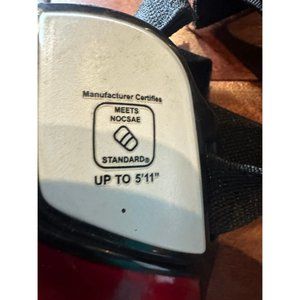 Manufacturer Certifies
MEETS
NOCSAE
STANDARD®
UP TO 5'11"